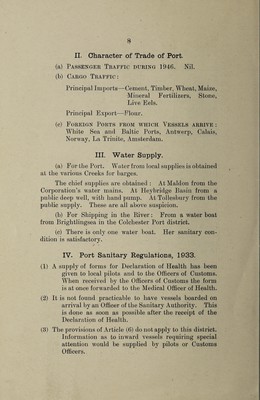 8
II. Character of Trade of Port.
(a) Passenger Traffic during 1946. Nil.
(b) Cargo Traffic:
Principal Imports—Cement, Timber, Wheat, Maize,
Mineral Fertilizers, Stone,
Live Eels.
Principal Export—Flour.
(c) Foreign Ports from which Vessels arrive:
White Sea and Baltic Ports, Antwerp, Calais,
Norway, La Trinite, Amsterdam.
III. Water Supply.
(a) For the Port. Water from local supplies is obtained
at the various Creeks for barges.
The chief supplies are obtained: At Maldon from the
Corporation's water mains. At Heybridge Basin from a
public deep well, with hand pump. At Tollesbury from the
public supply. These are all above suspicion.
(b) For Shipping in the River: From a water boat
from Brightlingsea in the Colchester Port district.
(c) There is only one water boat. Her sanitary con-
dition is satisfactory.
IV. Port Sanitary Regulations, 1933.
(1) A supply of forms for Declaration of Health has been
given to local pilots and to the Officers of Customs.
When received by the Officers of Customs the form
is at once forwarded to the Medical Officer of Health.
(2) It is not found practicable to have vessels boarded on
arrival by an Officer of the Sanitary Authority. This
is done as soon as possible after the receipt of the
Declaration of Health.
(3) The provisions of Article (6) do not apply to this district.
Information as to inward vessels requiring special
attention would be supplied by pilots or Customs
Officers.